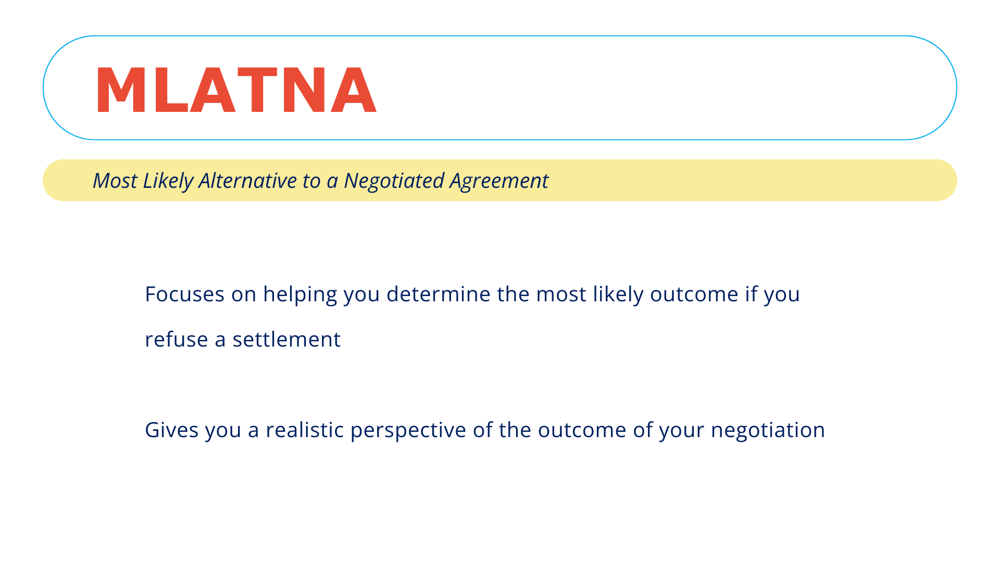 MLATNA
Most Likely Alternative to a Negotiated Agreement
Focuses on helping you determine the most likely outcome if you
refuse a settlement
Gives you a realistic perspective of the outcome of your negotiation